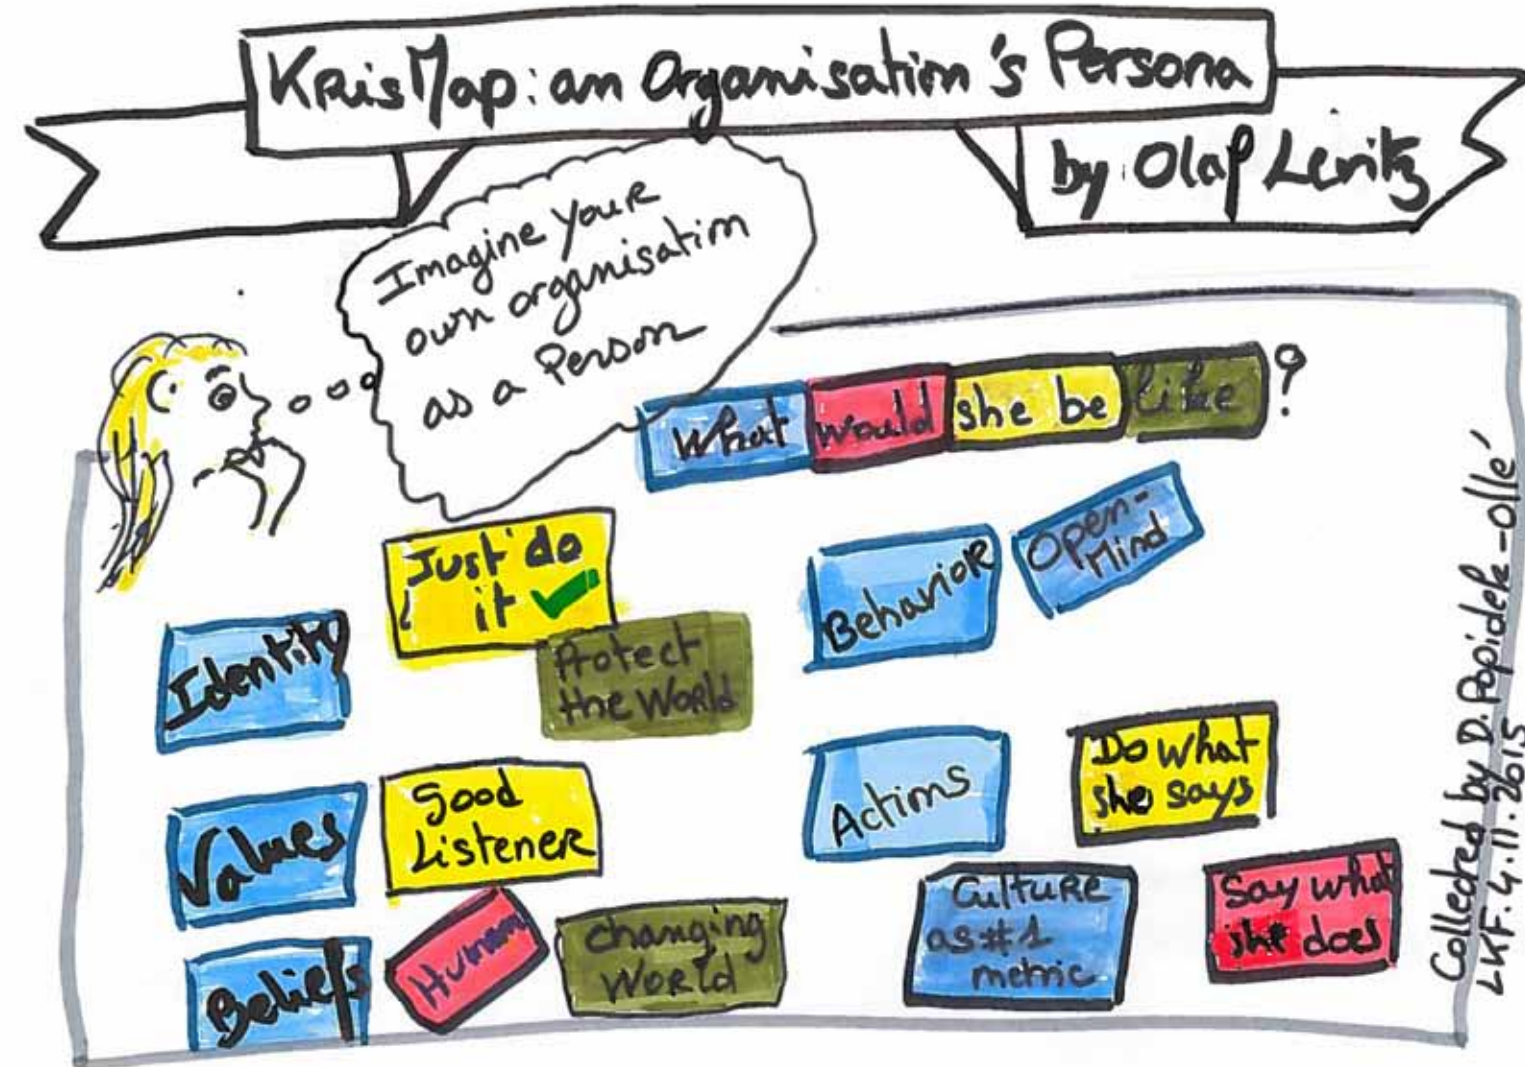 KrisMap: an Organisation's Persona
by Olaf Lewitz
Imagine your
own organisation
as a Person
What would she be like ?
Just do
it
Protect
the World
Identity
Good
Listener
Values
Human
Changing
World
Beliefs
Behavior
Open-
Mind
Actions
Do what
she says
Culture
as #1
metric
Say what
she does
Collected by D. Popidek-Ollé
LKF. 4.11.2015